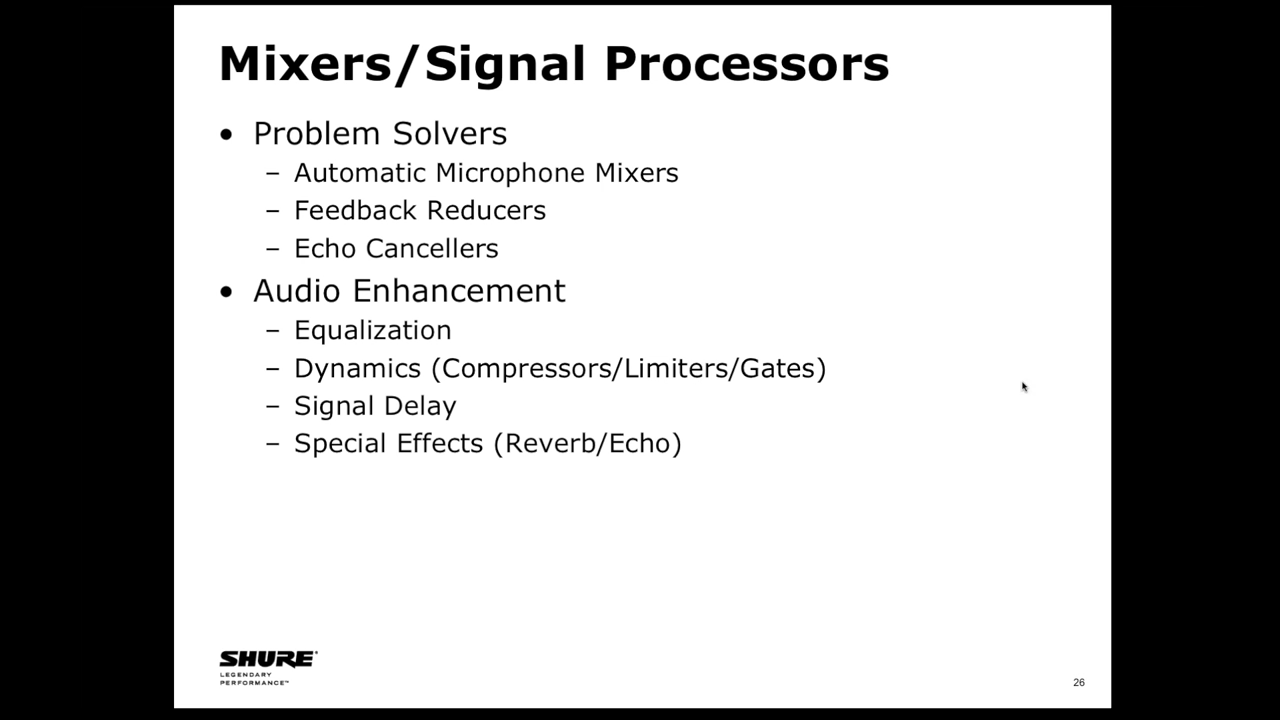 Mixers/Signal Processors
• Problem Solvers
– Automatic Microphone Mixers
– Feedback Reducers
– Echo Cancellers
• Audio Enhancement
– Equalization
– Dynamics (Compressors/Limiters/Gates)
– Signal Delay
– Special Effects (Reverb/Echo)
SHURE
LEGENDARY
PERFORMANCE™
26